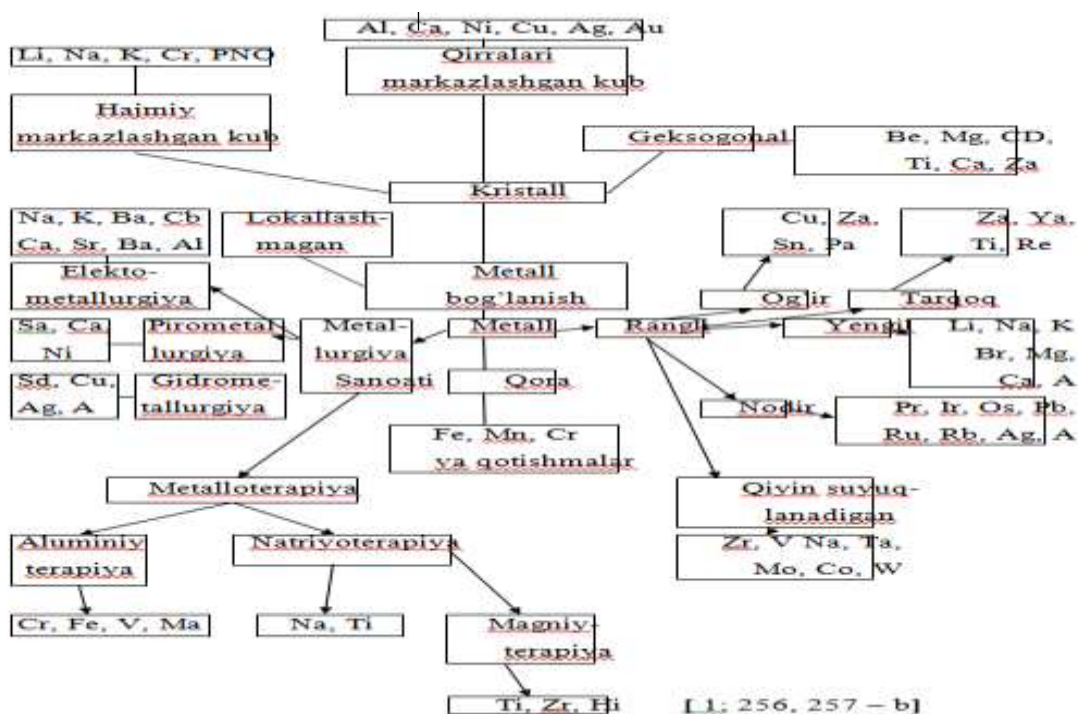 Al, Ca, Ni, Cu, Ag, Au
Li, Na, K, Cr, PNO
Qirralari
markazlashgan kub
Hajmiy
markazlashgan kub
Geksogonal
Be, Mg, CD,
Ti, Ca, Za
Kristall
Na, K, Ba, Cb
Ca, Sr, Ba, Al
Lokallash-
magan
Cu, Za,
Sn, Pa
Za, Ya,
Ti, Re
Elekto-
metallurgiya
Metall
bog'lanish
Og'ir
Tarqoq
Sa, Ca,
Ni
Pirometal-
lurgiya
Metal-
lurgiya
Sanoati
Metall
Rangli
Yengil
Li, Na, K
Br, Mg,
Ca, A
Sd, Cu,
Ag, A
Gidrome-
tallurgiya
Qora
Nodir
Pr, Ir, Os, Pb,
Ru, Rb, Ag, A
Fe, Mn, Cr
ya qotishmalar
Metalloterapiya
Qiyin suyuq-
lanadigan
Aluminiy
terapiya
Natriyoterapiya
Zr, V Na, Ta,
Mo, Co, W
Cr, Fe, V, Ma
Na, Ti
Magniy-
terapiya
Ti, Zr, Hi
[ 1; 256, 257 – b]